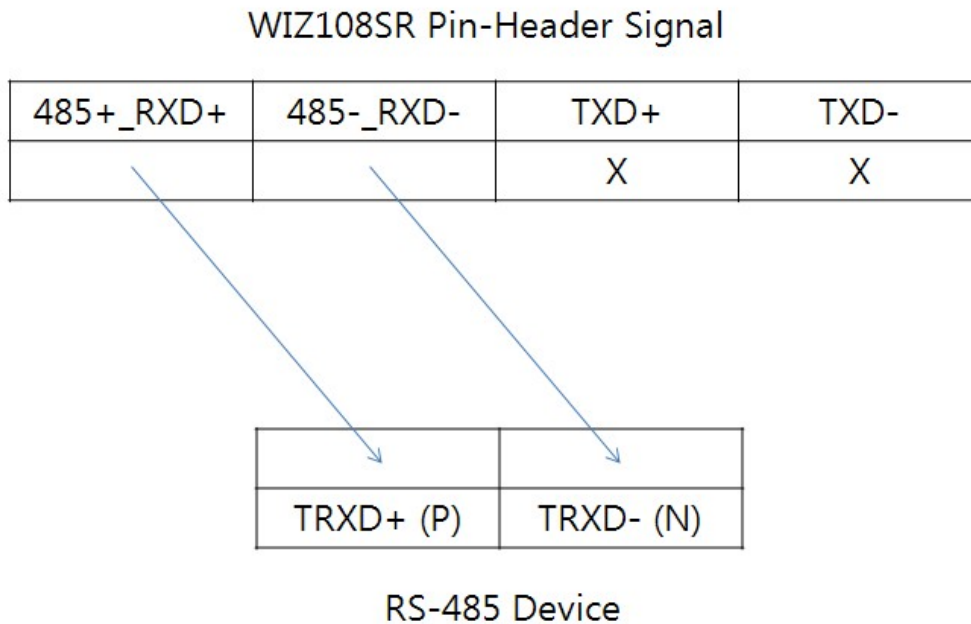 WIZ108SR Pin-Header Signal
485+_RXD+ 485-_RXD- TXD+ TXD-
X X
TRXD+ (P) TRXD- (N)
RS-485 Device